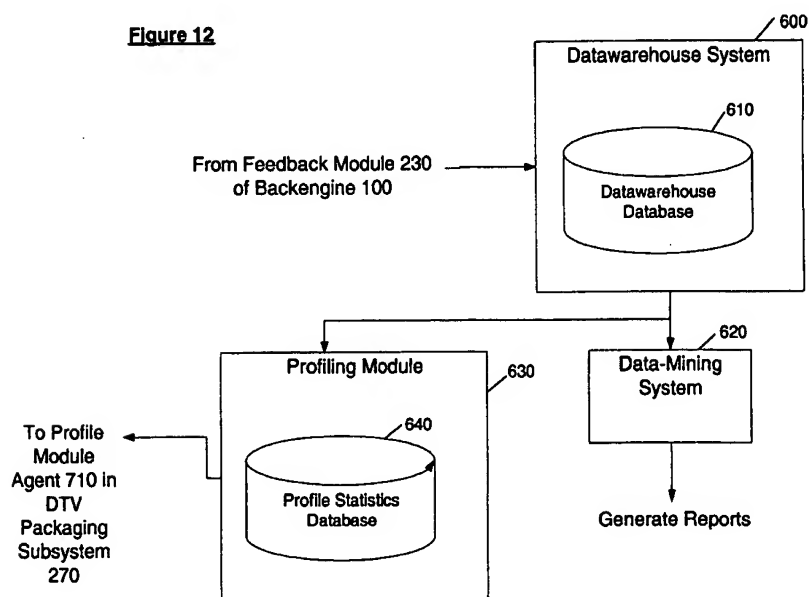 Figure 12
600
Datawarehouse System
610
From Feedback Module 230
of Backengine 100
Datawarehouse
Database
620
Profiling Module
630
Data-Mining
System
640
To Profile
Module
Agent 710 in
DTV
Packaging
Subsystem
270
Profile Statistics
Database
Generate Reports